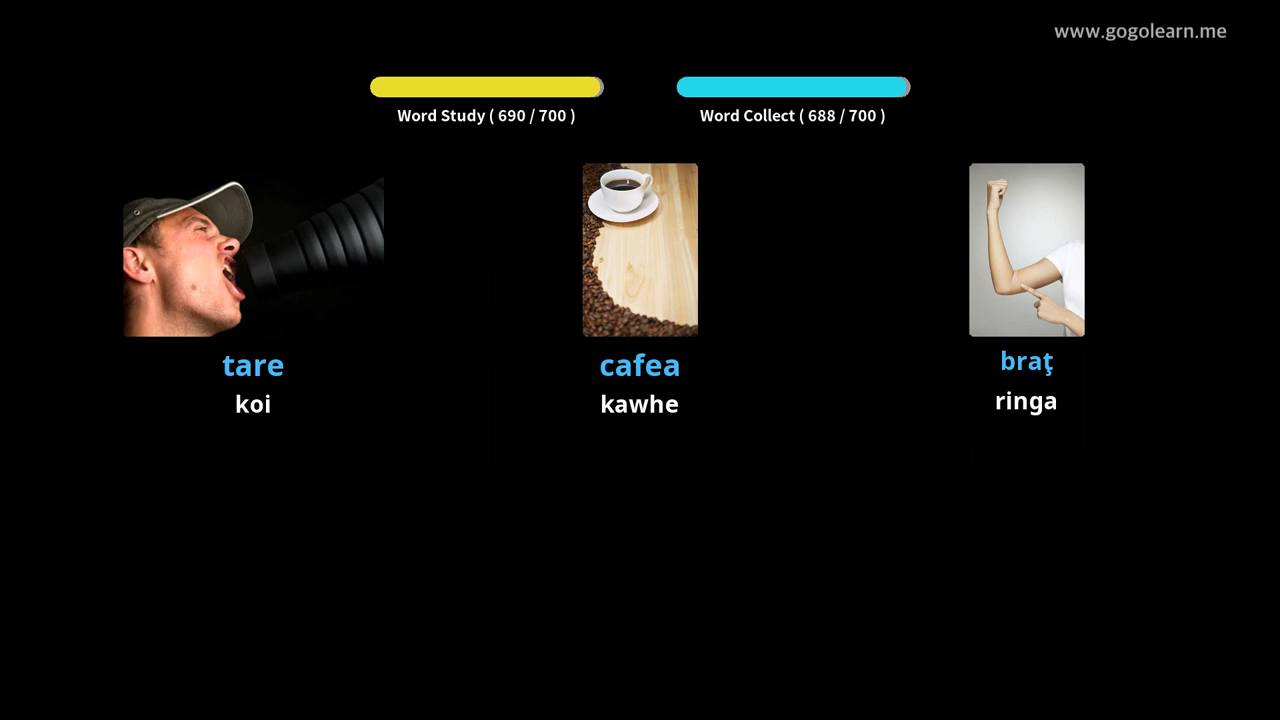 www.gogolearn.me
Word Study ( 690 / 700 )
Word Collect ( 688 / 700 )
tare
koi
cafea
kawhe
braţ
ringa